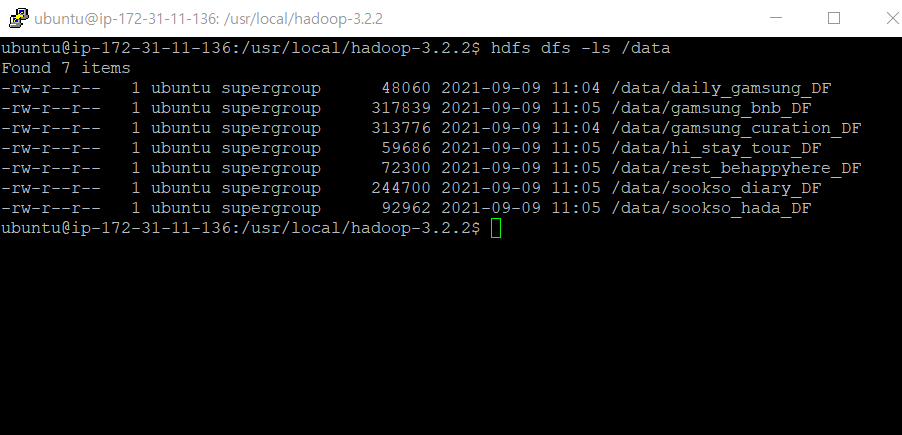 ubuntu@ip-172-31-11-136: /usr/local/hadoop-3.2.2
ubuntu@ip-172-31-11-136:/usr/local/hadoop-3.2.2$ hdfs dfs -ls /data
Found 7 items
-rw-r--r--   1 ubuntu supergroup      48060 2021-09-09 11:04 /data/daily_gamsung_DF
-rw-r--r--   1 ubuntu supergroup     317839 2021-09-09 11:05 /data/gamsung_bnb_DF
-rw-r--r--   1 ubuntu supergroup     313776 2021-09-09 11:04 /data/gamsung_curation_DF
-rw-r--r--   1 ubuntu supergroup      59686 2021-09-09 11:05 /data/hi_stay_tour_DF
-rw-r--r--   1 ubuntu supergroup      72300 2021-09-09 11:05 /data/rest_behappyhere_DF
-rw-r--r--   1 ubuntu supergroup     244700 2021-09-09 11:05 /data/sookso_diary_DF
-rw-r--r--   1 ubuntu supergroup      92962 2021-09-09 11:05 /data/sookso_hada_DF
ubuntu@ip-172-31-11-136:/usr/local/hadoop-3.2.2$